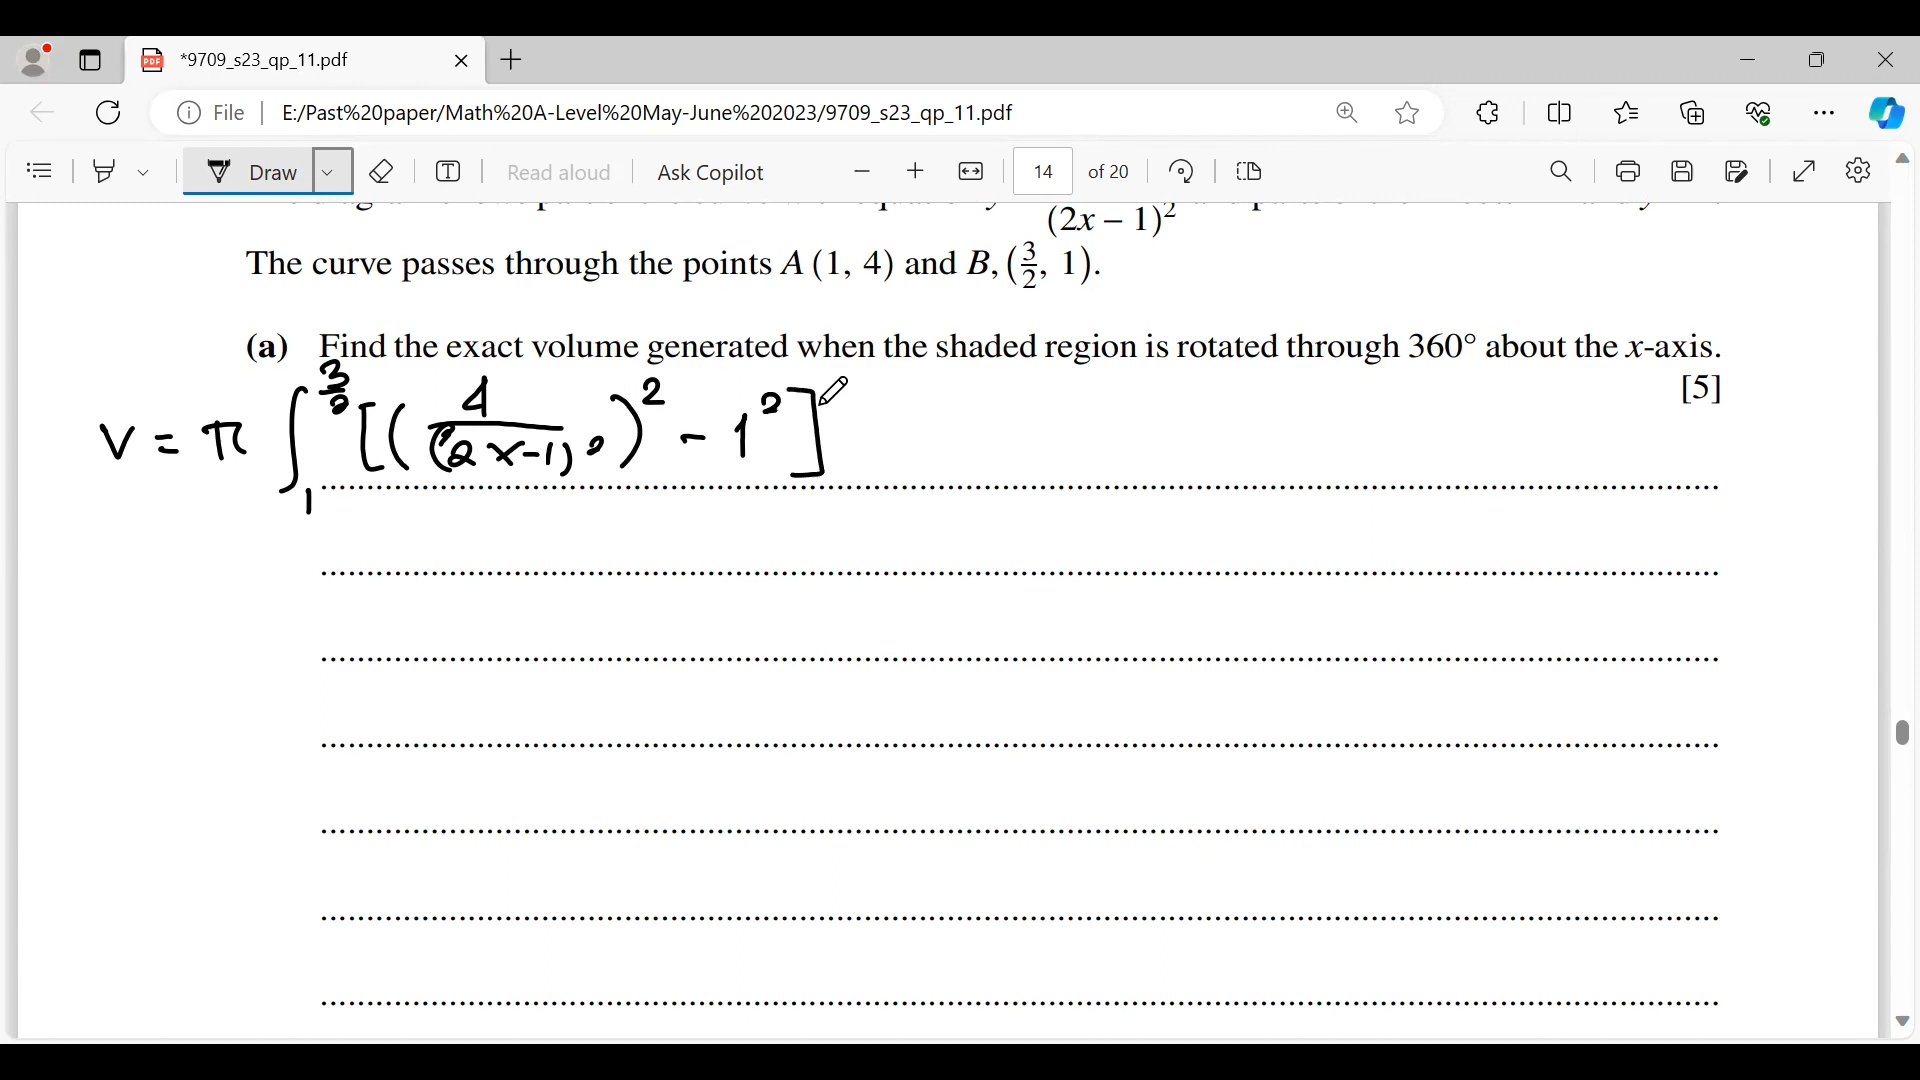 *9709_s23_qp_11.pdf
File E:/Past%20paper/Math%20A-Level%20May-June%202023/9709_s23_qp_11.pdf
Draw Read aloud Ask Copilot 14 of 20
(2x – 1)²
The curve passes through the points A (1, 4) and B, (3/2, 1).
(a) Find the exact volume generated when the shaded region is rotated through 360° about the x-axis.
[5]
V = π ∫₁^(3/2) [(4/(2x-1)²)² - 1²]